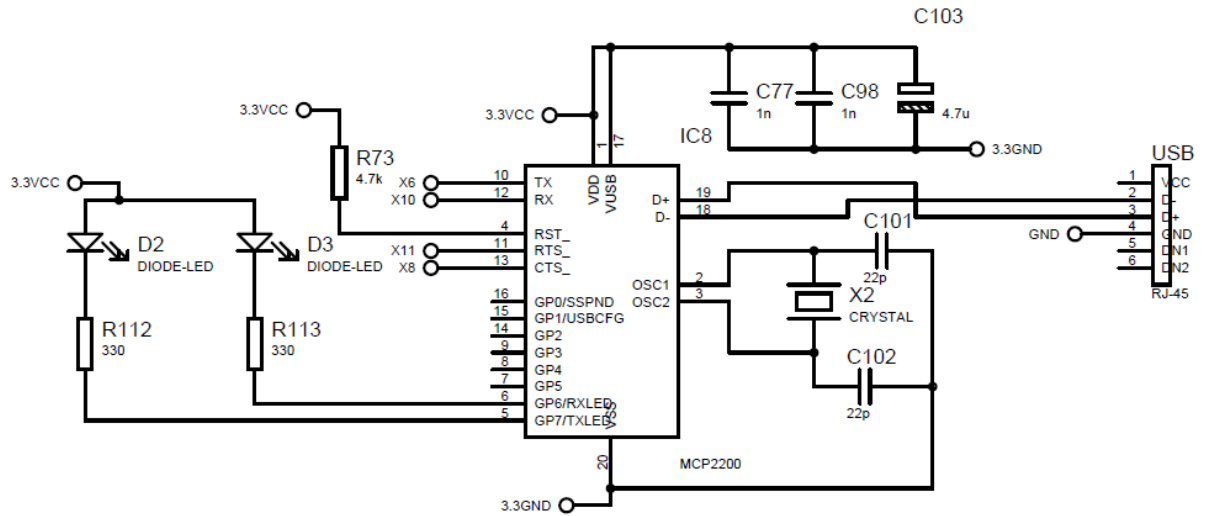 C103
C77
1n
C98
1n
4.7u
3.3VCC
3.3VCC
IC8
3.3GND
USB
R73
4.7k
1
17
3.3VCC
X6
10
TX
VDD
VUSB
1
VCC
X10
12
RX
D+
19
2
D-
D-
18
3
D+
D2
DIODE-LED
D3
DIODE-LED
4
RST_
C101
22p
GND
4
GND
X11
11
RTS_
5
DN1
X8
13
CTS_
6
DN2
RJ-45
OSC1
2
16
GP0/SSPND
OSC2
3
X2
CRYSTAL
R112
330
R113
330
15
GP1/USBCFG
14
GP2
9
GP3
8
GP4
C102
22p
7
GP5
6
GP6/RXLED
5
GP7/TXLED
VSS
20
MCP2200
3.3GND